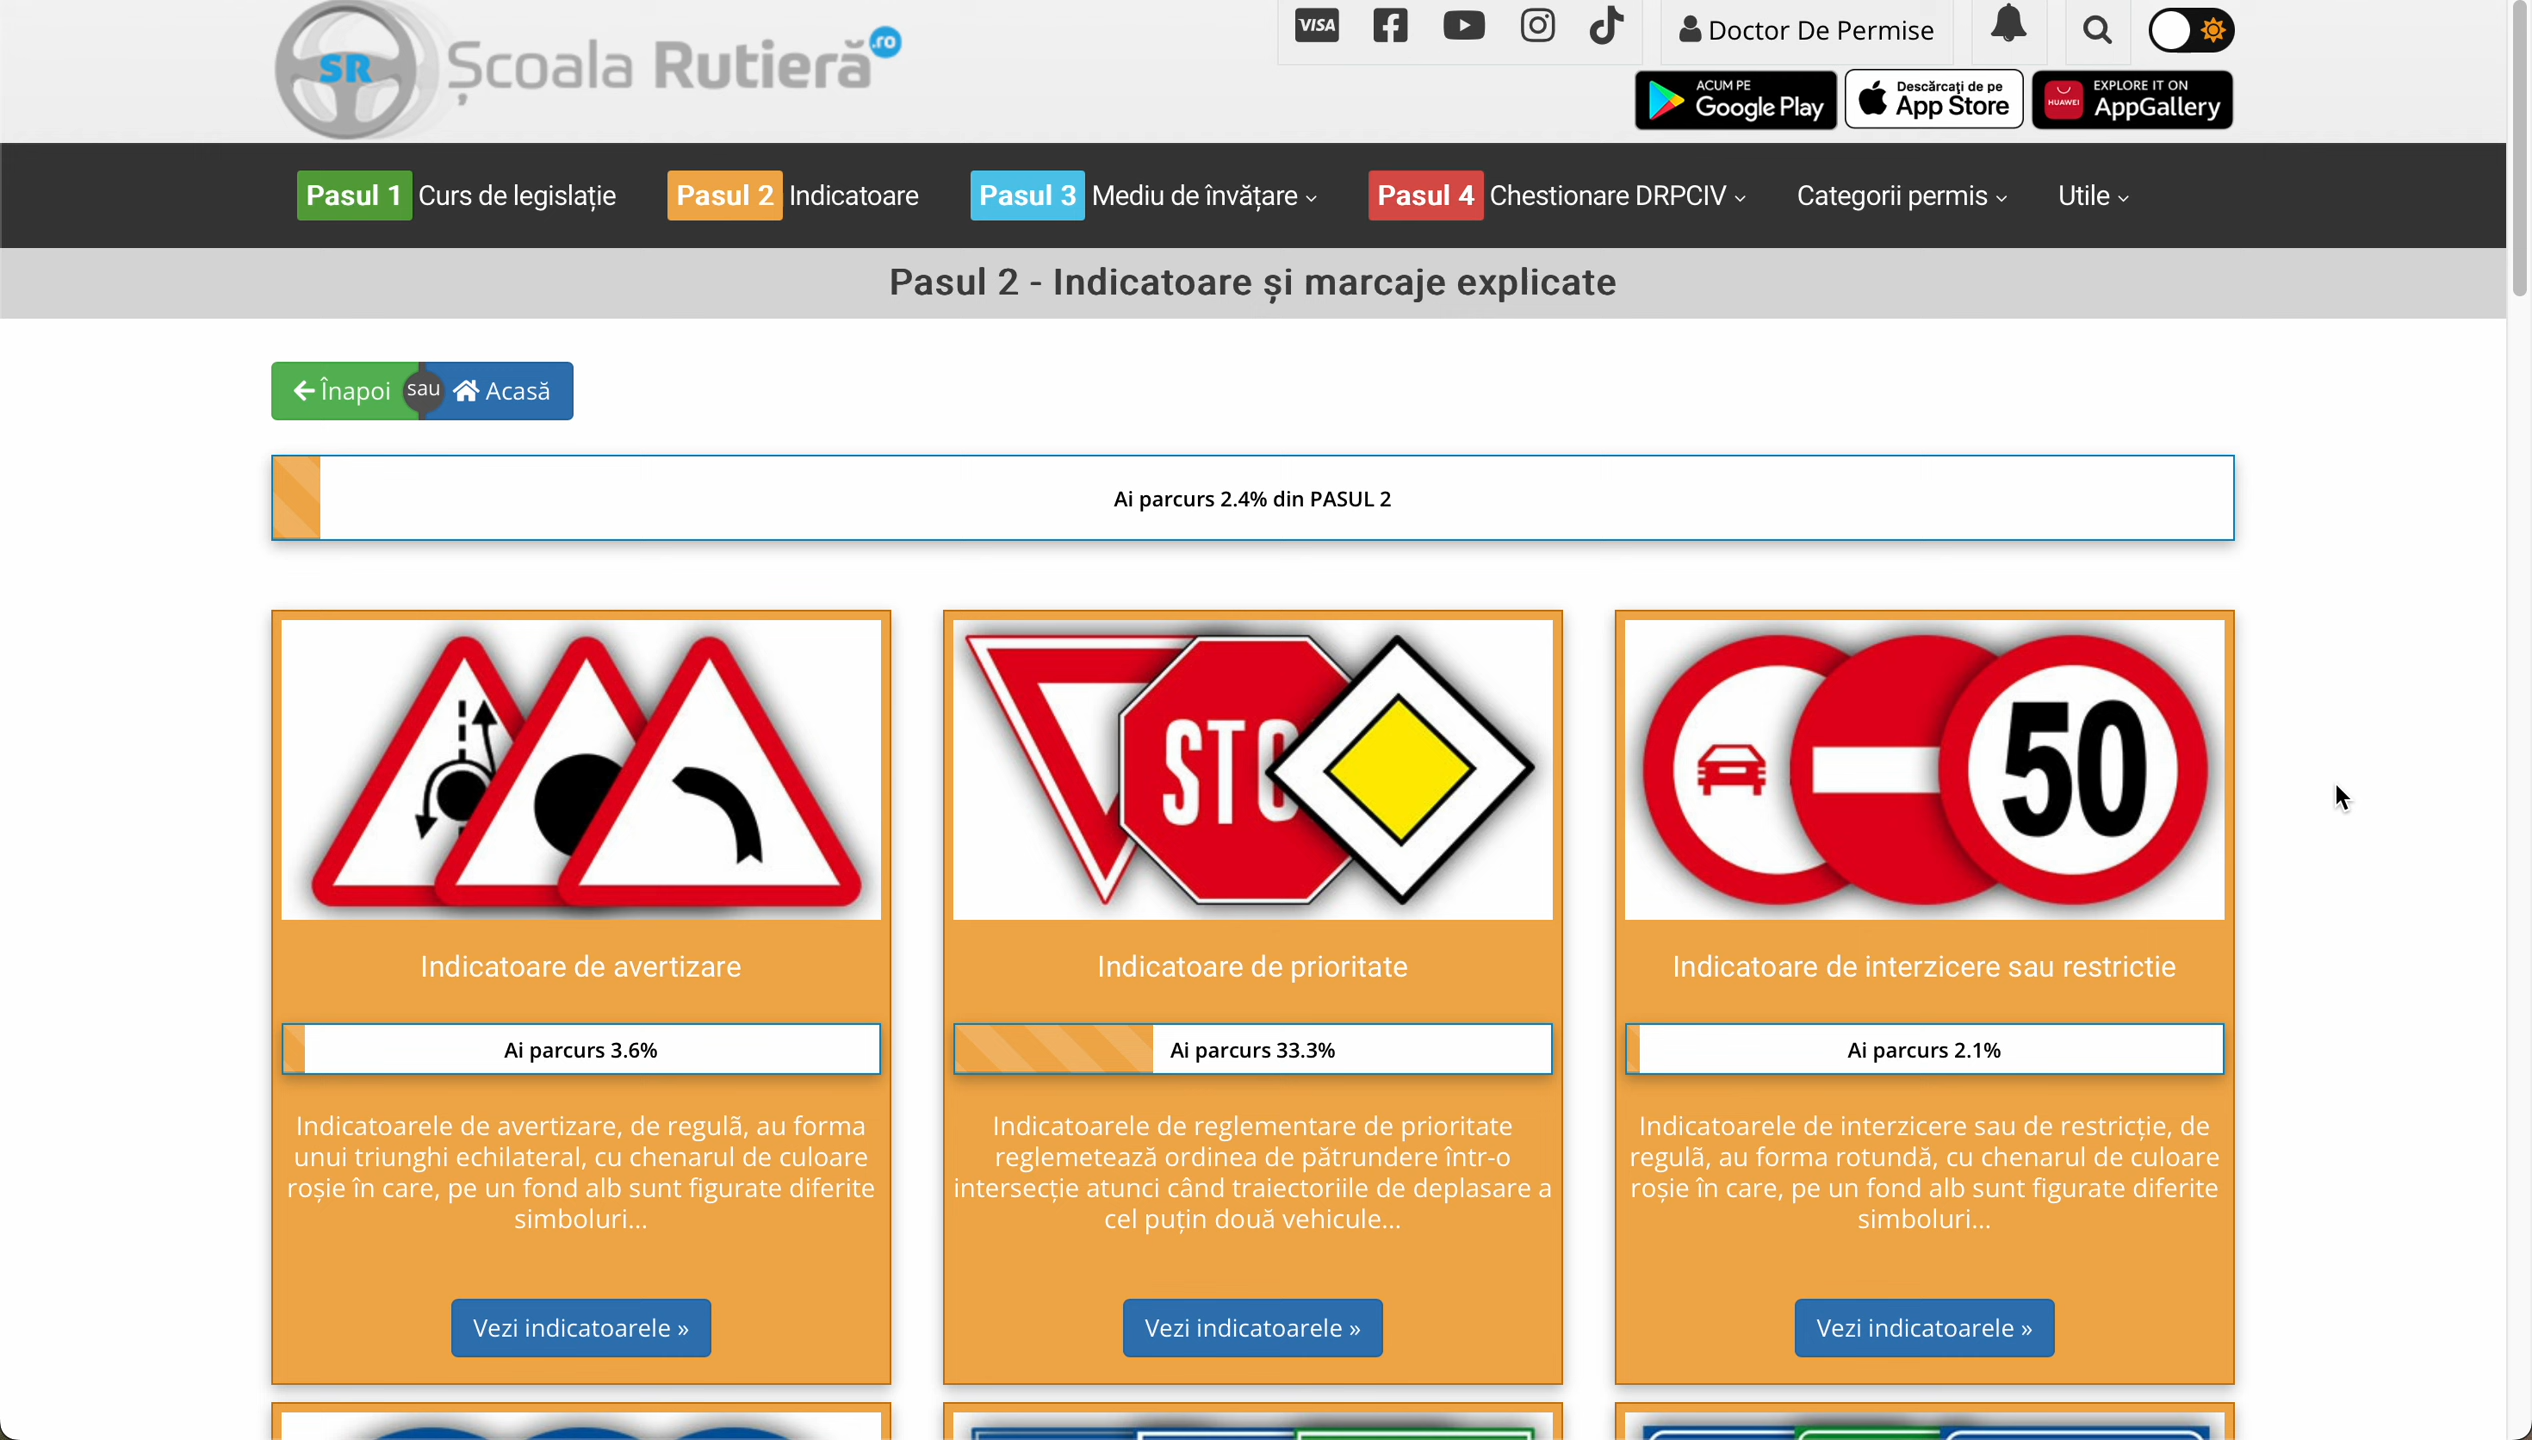 SR Școala Rutieră .ro
VISA
Doctor De Permise
ACUM PE
Google Play
Descărcați de pe
App Store
HUAWEI
EXPLORE IT ON
AppGallery
Pasul 1 Curs de legislație
Pasul 2 Indicatoare
Pasul 3 Mediu de învățare
Pasul 4 Chestionare DRPCIV
Categorii permis
Utile
Pasul 2 - Indicatoare și marcaje explicate
Înapoi sau Acasă
Ai parcurs 2.4% din PASUL 2
Indicatoare de avertizare
Ai parcurs 3.6%
Indicatoarele de avertizare, de regulă, au forma
unui triunghi echilateral, cu chenarul de culoare
roșie în care, pe un fond alb sunt figurate diferite
simboluri...
Vezi indicatoarele »
STO
Indicatoare de prioritate
Ai parcurs 33.3%
Indicatoarele de reglementare de prioritate
reglemetează ordinea de pătrundere într-o
intersecție atunci când traiectoriile de deplasare a
cel puțin două vehicule...
Vezi indicatoarele »
50
Indicatoare de interzicere sau restrictie
Ai parcurs 2.1%
Indicatoarele de interzicere sau de restricție, de
regulă, au forma rotundă, cu chenarul de culoare
roșie în care, pe un fond alb sunt figurate diferite
simboluri...
Vezi indicatoarele »